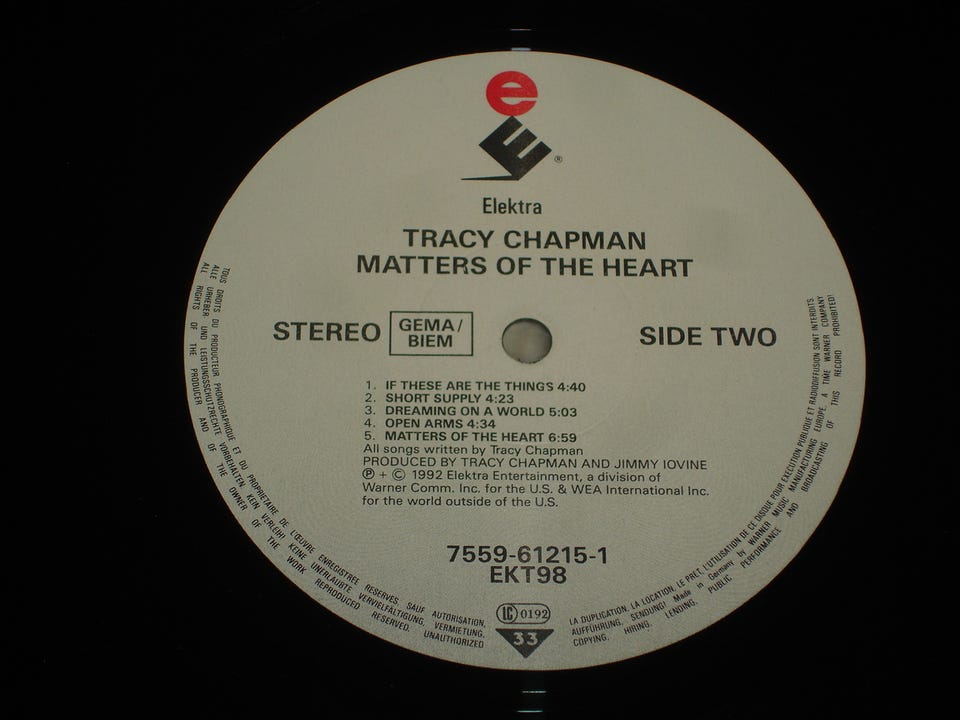 e
E ®
Elektra
TRACY CHAPMAN
MATTERS OF THE HEART
STEREO GEMA/ BIEM SIDE TWO
1. IF THESE ARE THE THINGS 4:40
2. SHORT SUPPLY 4:23
3. DREAMING ON A WORLD 5:03
4. OPEN ARMS 4:34
5. MATTERS OF THE HEART 6:59
All songs written by Tracy Chapman
PRODUCED BY TRACY CHAPMAN AND JIMMY IOVINE
℗ + © 1992 Elektra Entertainment, a division of
Warner Comm. Inc. for the U.S. & WEA International Inc.
for the world outside of the U.S.
7559-61215-1
EKT98
LC 0192
33
TOUS DROITS DU PRODUCTEUR PHONOGRAPHIQUE ET DU PROPRIETAIRE DE L'ŒUVRE ENREGISTREE RESERVES. SAUF AUTORISATION, LA DUPLICATION, LA LOCATION, LE PRET, L'UTILISATION DE CE DISQUE POUR EXECUTION PUBLIQUE ET RADIODIFFUSION SONT INTERDITS.
ALLE URHEBER UND LEISTUNGSSCHUTZRECHTE VORBEHALTEN. KEIN VERLEIH! KEINE UNERLAUBTE VERVIELFÄLTIGUNG, VERMIETUNG, AUFFÜHRUNG, SENDUNG! Made in Germany by WARNER MUSIC MANUFACTURING EUROPE. A TIME WARNER COMPANY
ALL RIGHTS OF THE PRODUCER AND OF THE OWNER OF THE WORK REPRODUCED RESERVED. UNAUTHORIZED COPYING, HIRING, LENDING, PUBLIC PERFORMANCE AND BROADCASTING OF THIS RECORD PROHIBITED!